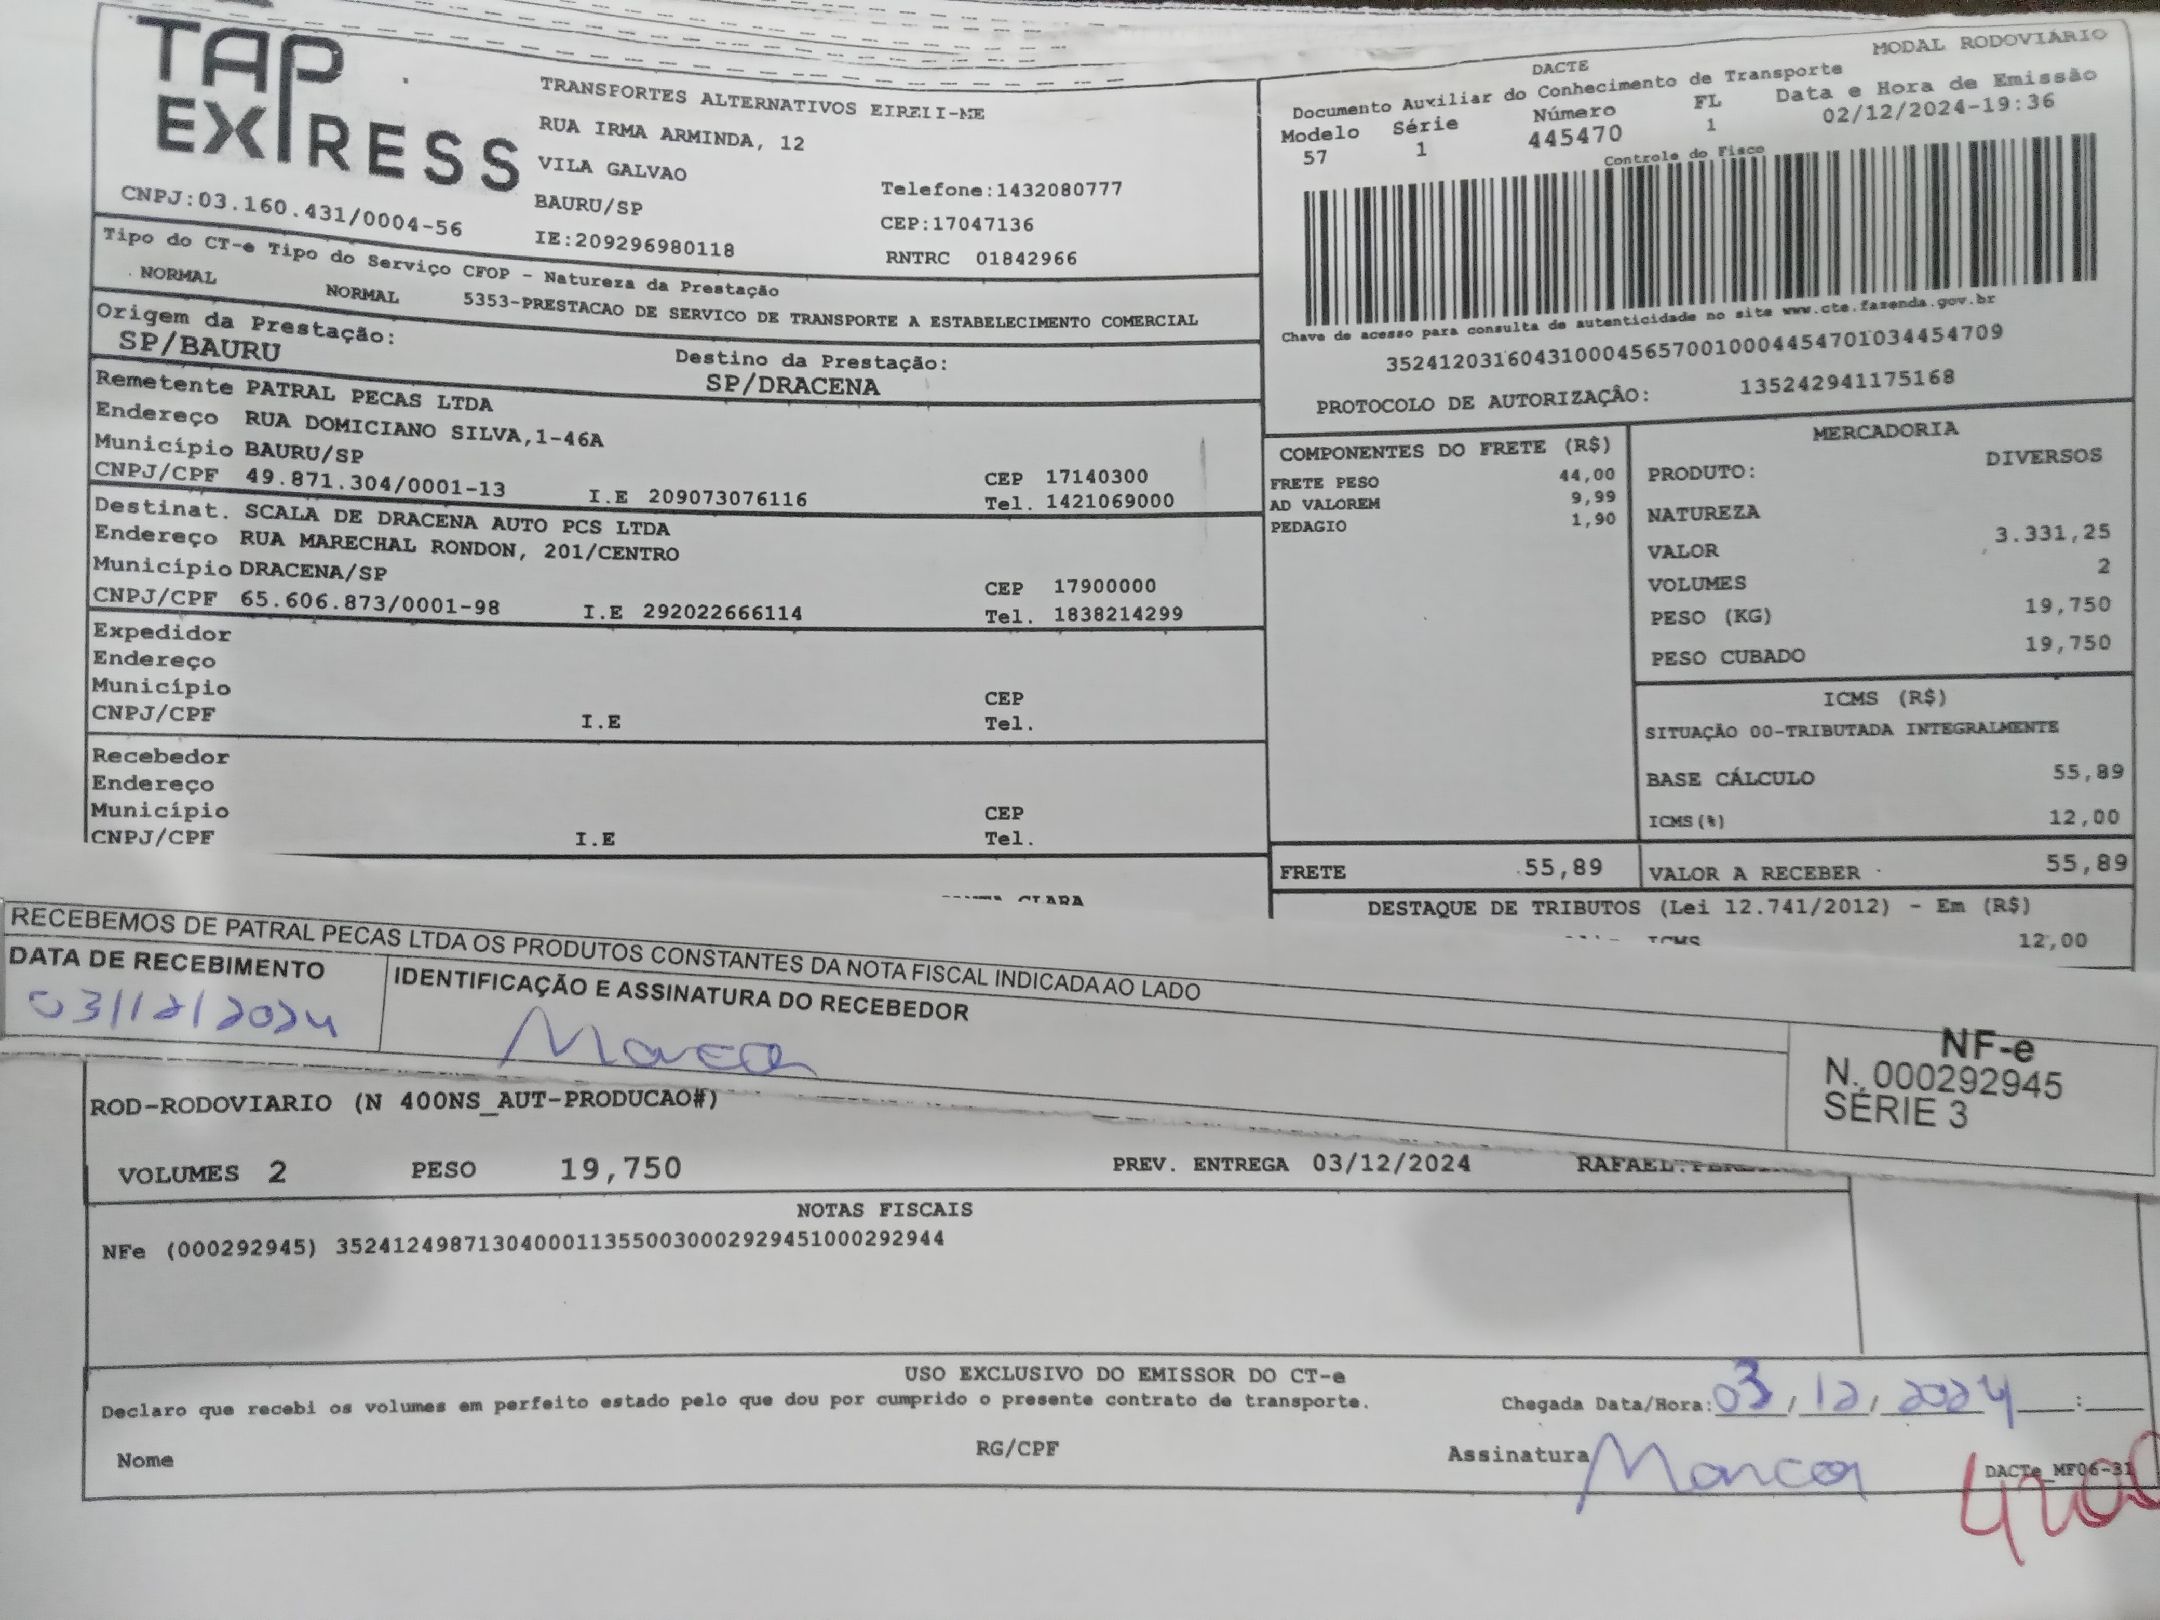 TAP EXPRESS
CNPJ:03.160.431/0004-56
TRANSPORTES ALTERNATIVOS EIRELI-ME
RUA IRMA ARMINDA, 12
VILA GALVAO
BAURU/SP
IE:209296980118
Telefone:1432080777
CEP:17047136
RNTRC 01842966
MODAL RODOVIÁRIO
DACTE
Documento Auxiliar do Conhecimento de Transporte
Modelo Série Número FL Data e Hora de Emissão
57 1 445470 1 02/12/2024-19:36
Controle do Fisco
Chave de acesso para consulta de autenticidade no site www.cte.fazenda.gov.br
35241203160431000456570010004454701034454709
PROTOCOLO DE AUTORIZAÇÂO: 135242941175168
Tipo do CT-e Tipo do Serviço CFOP - Natureza da Prestação
NORMAL NORMAL 5353-PRESTACAO DE SERVICO DE TRANSPORTE A ESTABELECIMENTO COMERCIAL
Origem da Prestação: Destino da Prestação:
SP/BAURU SP/DRACENA
Remetente PATRAL PECAS LTDA
Endereço RUA DOMICIANO SILVA,1-46A
Município BAURU/SP CEP 17140300
CNPJ/CPF 49.871.304/0001-13 I.E 209073076116 Tel. 1421069000
Destinat. SCALA DE DRACENA AUTO PCS LTDA
Endereço RUA MARECHAL RONDON, 201/CENTRO
Município DRACENA/SP CEP 17900000
CNPJ/CPF 65.606.873/0001-98 I.E 292022666114 Tel. 1838214299
Expedidor
Endereço
Município CEP
CNPJ/CPF I.E Tel.
Recebedor
Endereço
Município CEP
CNPJ/CPF I.E Tel.
COMPONENTES DO FRETE (R$)
FRETE PESO 44,00
AD VALOREM 9,99
PEDAGIO 1,90
MERCADORIA
PRODUTO: DIVERSOS
NATUREZA
VALOR 3.331,25
VOLUMES 2
PESO (KG) 19,750
PESO CUBADO 19,750
ICMS (R$)
SITUAÇÃO 00-TRIBUTADA INTEGRALMENTE
BASE CÁLCULO 55,89
ICMS(%) 12,00
FRETE 55,89 VALOR A RECEBER 55,89
DESTAQUE DE TRIBUTOS (Lei 12.741/2012) - Em (R$)
ICMS 12,00
CLARA
RECEBEMOS DE PATRAL PECAS LTDA OS PRODUTOS CONSTANTES DA NOTA FISCAL INDICADA AO LADO
DATA DE RECEBIMENTO IDENTIFICAÇÃO E ASSINATURA DO RECEBEDOR
03/12/2024
NF-e
N. 000292945
SÉRIE 3
ROD-RODOVIARIO (N 400NS_AUT-PRODUCAO#)
VOLUMES 2 PESO 19,750 PREV. ENTREGA 03/12/2024 RAFAEL
NOTAS FISCAIS
NFe (000292945) 35241249871304000113550030002929451000292944
USO EXCLUSIVO DO EMISSOR DO CT-e
Declaro que recebi os volumes em perfeito estado pelo que dou por cumprido o presente contrato de transporte.
Chegada Data/Hora: 03/12/2024 :
Nome RG/CPF Assinatura
DACTe_MF06-31